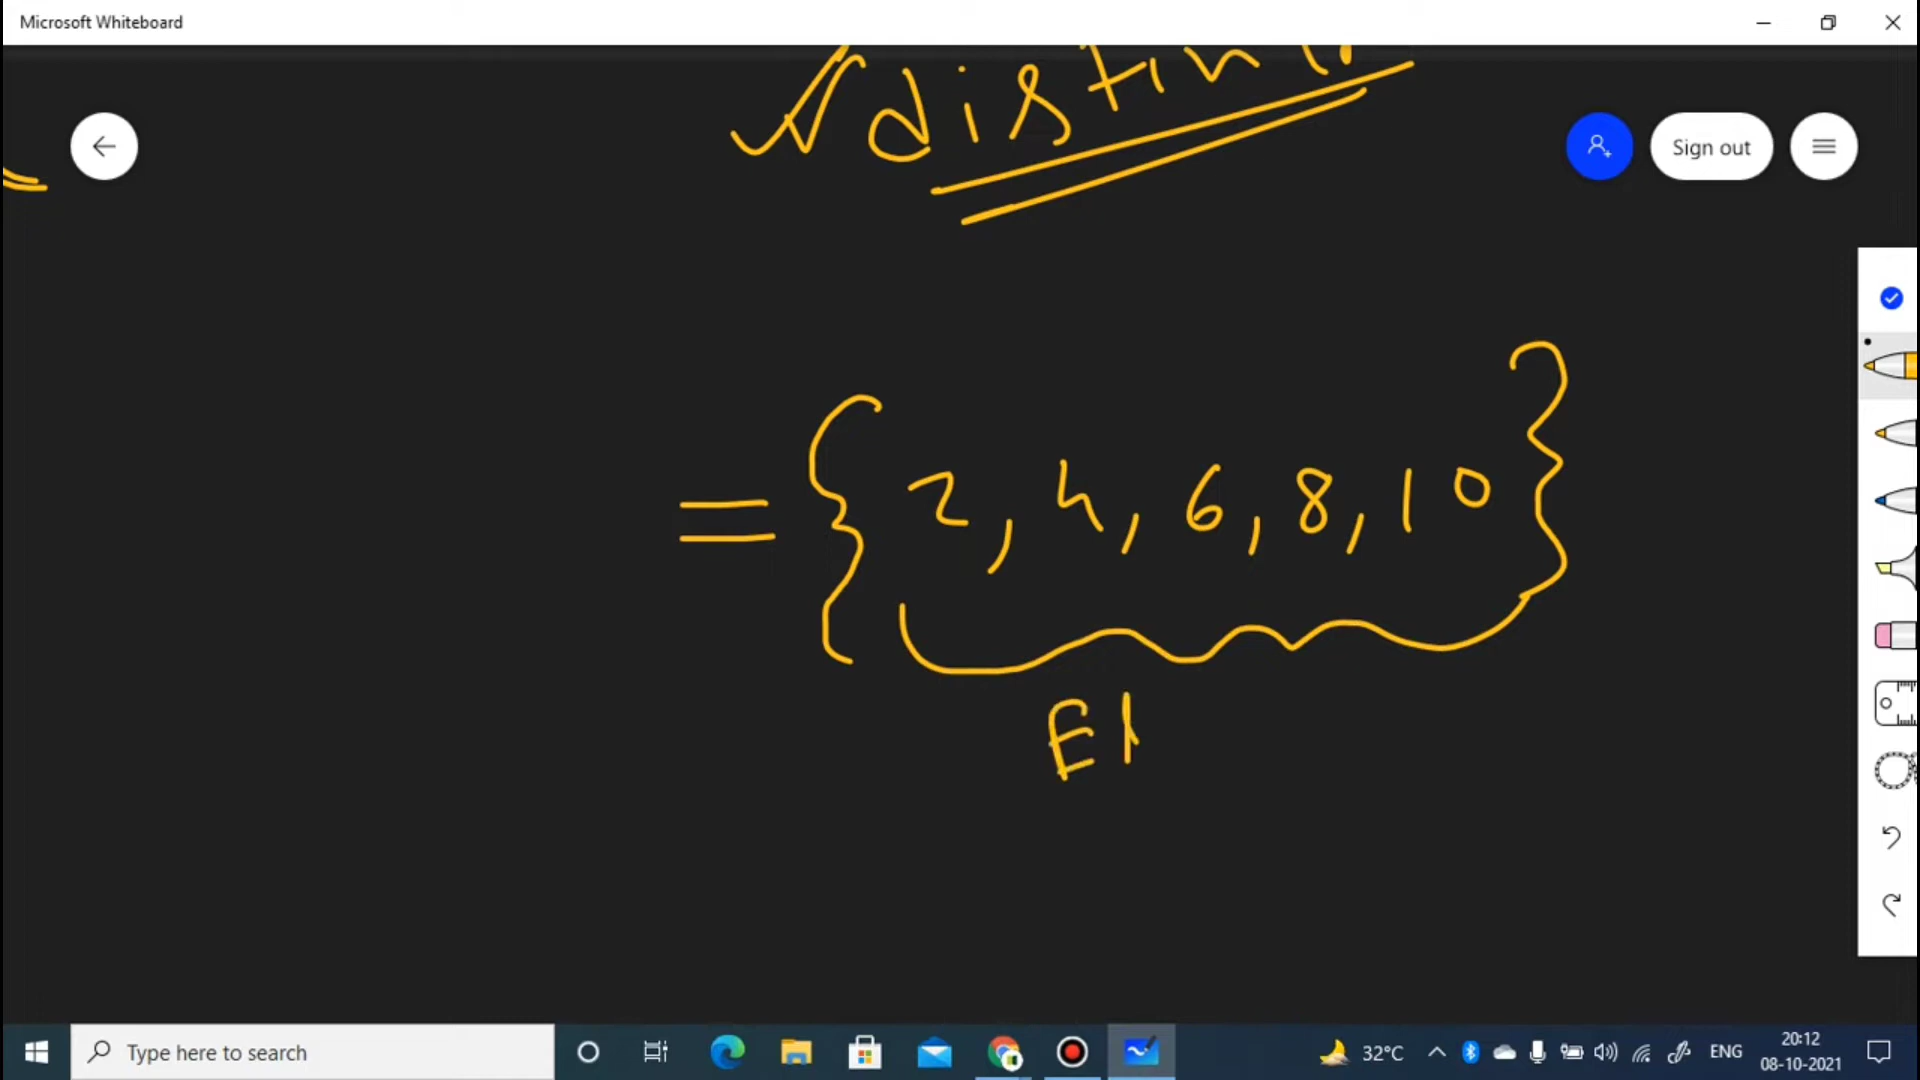 Microsoft Whiteboard
Sign out
= { 2, 4, 6, 8, 10 }
El
Type here to search
32°C
ENG
20:12
08-10-2021